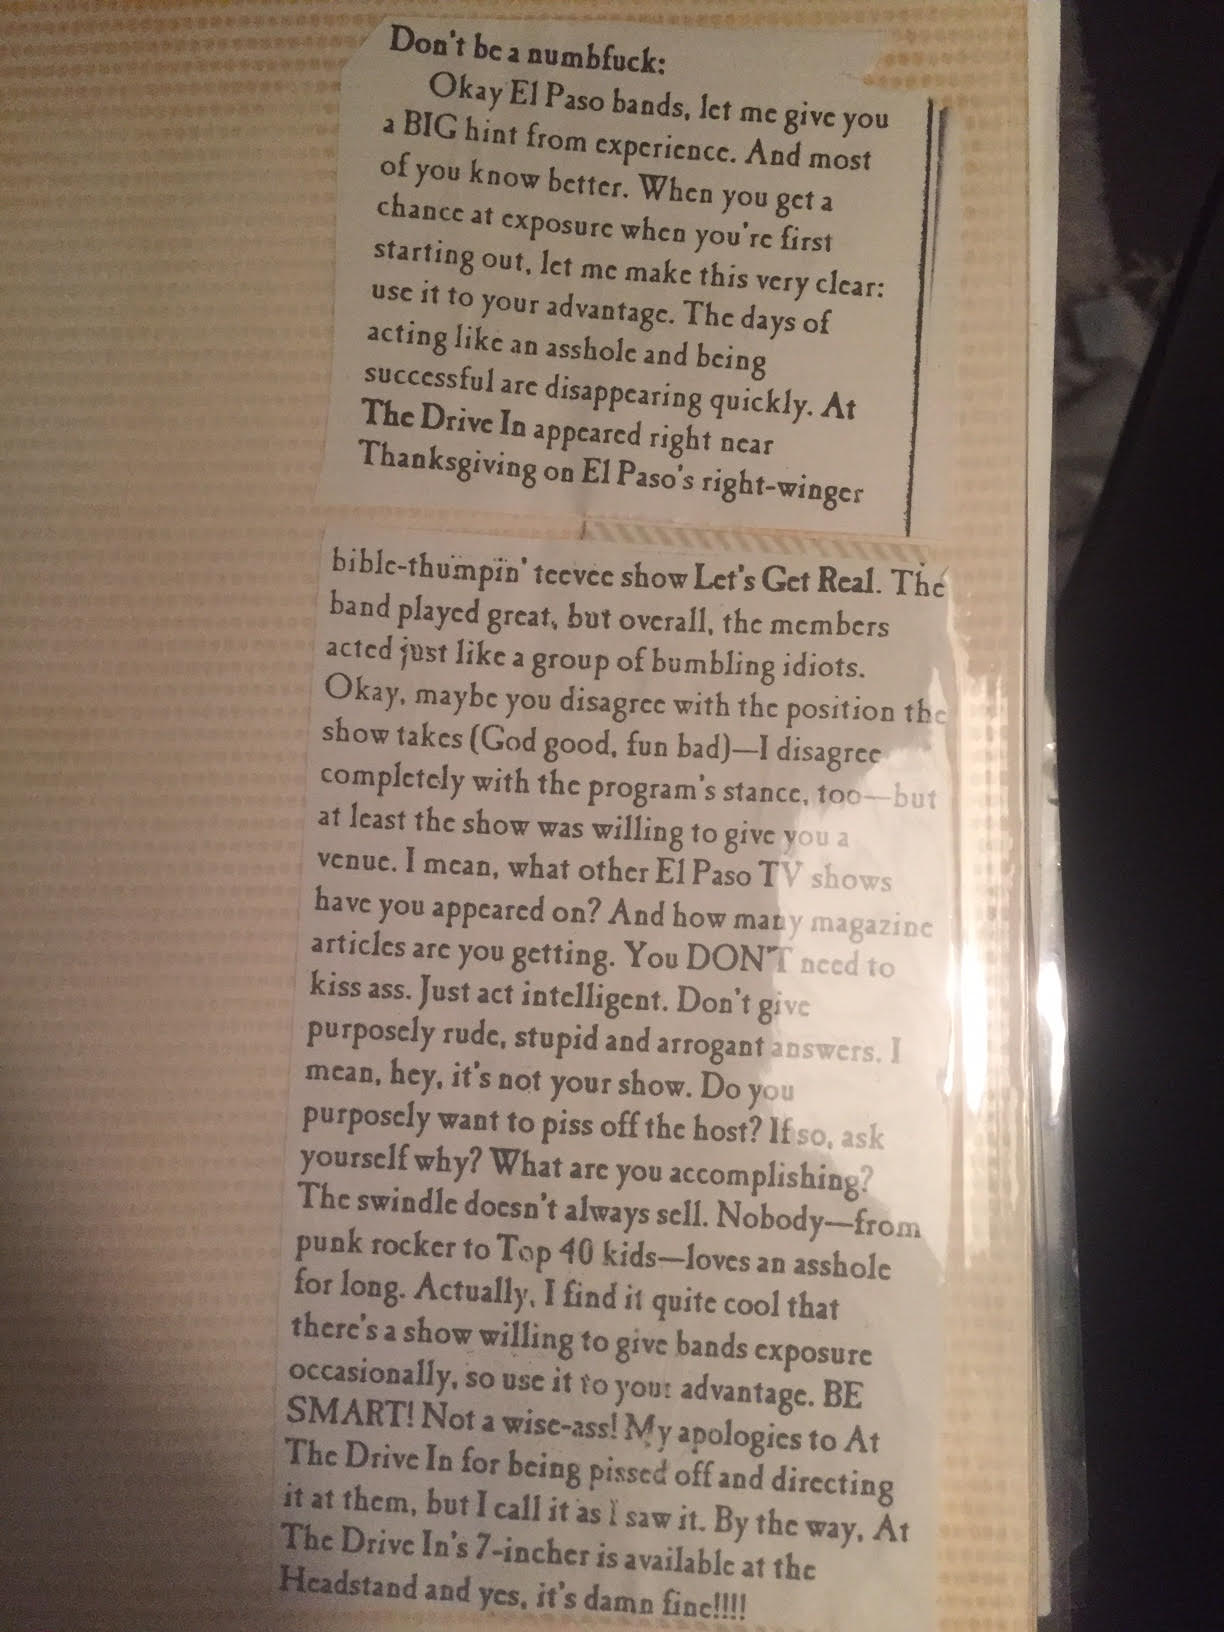 Don't be a numbfuck:
Okay El Paso bands, let me give you
a BIG hint from experience. And most
of you know better. When you get a
chance at exposure when you're first
starting out, let me make this very clear:
use it to your advantage. The days of
acting like an asshole and being
successful are disappearing quickly. At
The Drive In appeared right near
Thanksgiving on El Paso's right-winger
bible-thumpin' teevee show Let's Get Real. The
band played great, but overall, the members
acted just like a group of bumbling idiots.
Okay, maybe you disagree with the position the
show takes (God good, fun bad)—I disagree
completely with the program's stance, too—but
at least the show was willing to give you a
venue. I mean, what other El Paso TV shows
have you appeared on? And how many magazine
articles are you getting. You DON'T need to
kiss ass. Just act intelligent. Don't give
purposely rude, stupid and arrogant answers. I
mean, hey, it's not your show. Do you
purposely want to piss off the host? If so, ask
yourself why? What are you accomplishing?
The swindle doesn't always sell. Nobody—from
punk rocker to Top 40 kids—loves an asshole
for long. Actually, I find it quite cool that
there's a show willing to give bands exposure
occasionally, so use it to your advantage. BE
SMART! Not a wise-ass! My apologies to At
The Drive In for being pissed off and directing
it at them, but I call it as I saw it. By the way, At
The Drive In's 7-incher is available at the
Headstand and yes, it's damn fine!!!!